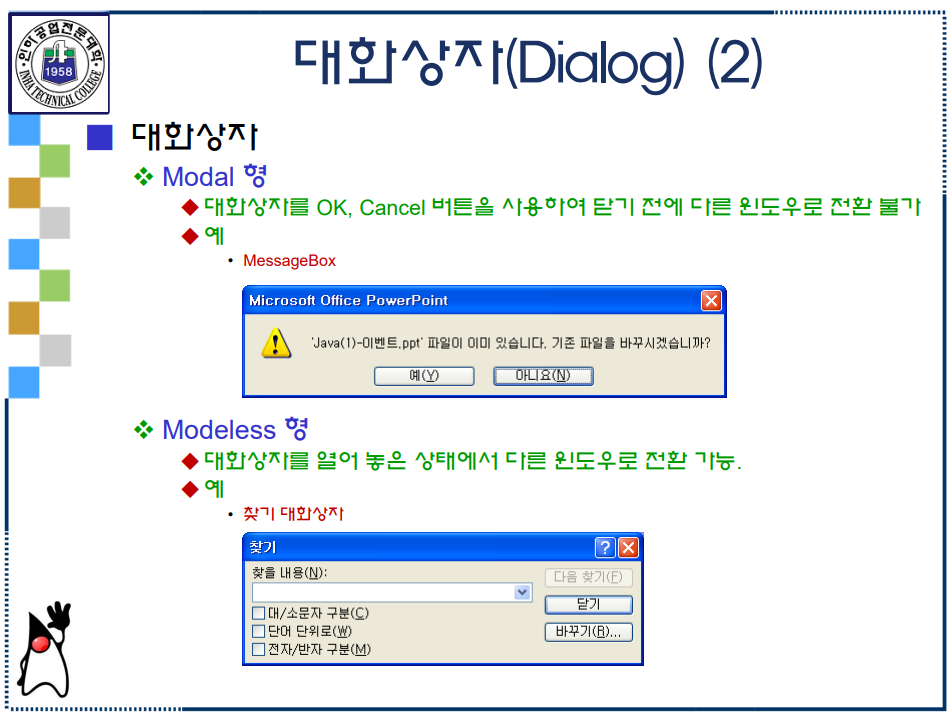 인하공업전문대학
1958
INHA TECHNICAL COLLEGE
대화상자(Dialog) (2)
대화상자
Modal 형
대화상자를 OK, Cancel 버튼을 사용하여 닫기 전에 다른 윈도우로 전환 불가
예
MessageBox
Microsoft Office PowerPoint
'Java(1)-이벤트.ppt' 파일이 이미 있습니다. 기존 파일을 바꾸시겠습니까?
예(Y) 아니요(N)
Modeless 형
대화상자를 열어 놓은 상태에서 다른 윈도우로 전환 가능.
예
찾기 대화상자
찾기
찾을 내용(N):
다음 찾기(F)
닫기
대/소문자 구분(C)
단어 단위로(W)
바꾸기(R)...
전자/반자 구분(M)